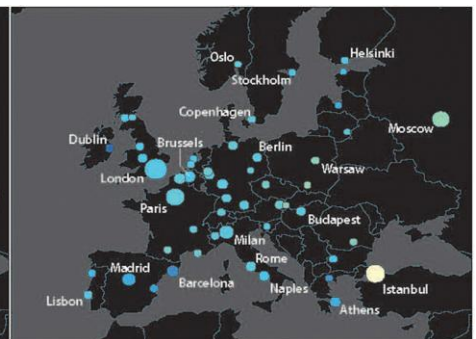 Oslo
Helsinki
Stockholm
Copenhagen
Moscow
Dublin
Brussels
Berlin
London
Warsaw
Paris
Budapest
Milan
Madrid
Rome
Lisbon
Barcelona
Naples
Istanbul
Athens